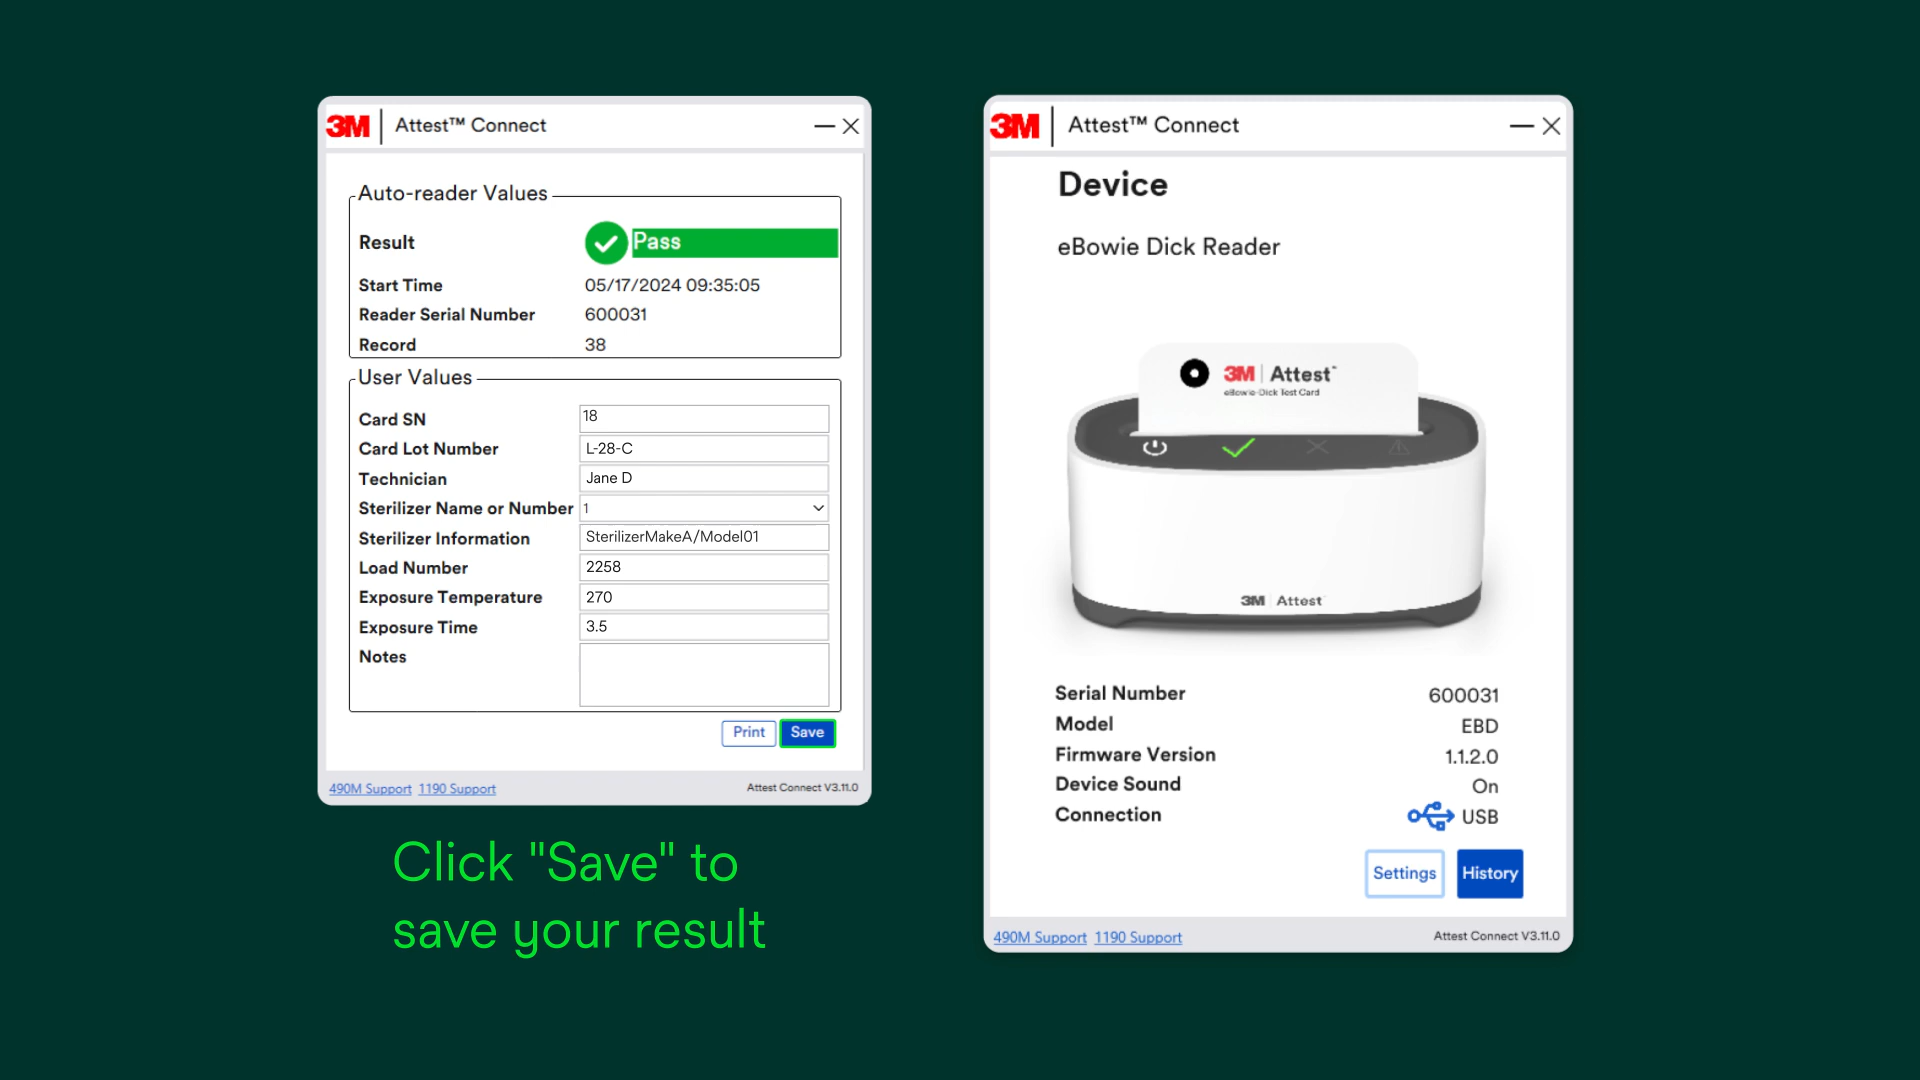 3M | Attest™ Connect
Auto-reader Values
Result Pass
Start Time 05/17/2024 09:35:05
Reader Serial Number 600031
Record 38
User Values
Card SN 18
Card Lot Number L-28-C
Technician Jane D
Sterilizer Name or Number 1
Sterilizer Information SterilizerMakeA/Model01
Load Number 2258
Exposure Temperature 270
Exposure Time 3.5
Notes
Print Save
490M Support 1190 Support Attest Connect V3.11.0
Click "Save" to
save your result
3M | Attest™ Connect
Device
eBowie Dick Reader
3M | Attest™
eBowie-Dick Test Card
3M | Attest
Serial Number 600031
Model EBD
Firmware Version 1.1.2.0
Device Sound On
Connection USB
Settings History
490M Support 1190 Support Attest Connect V3.11.0